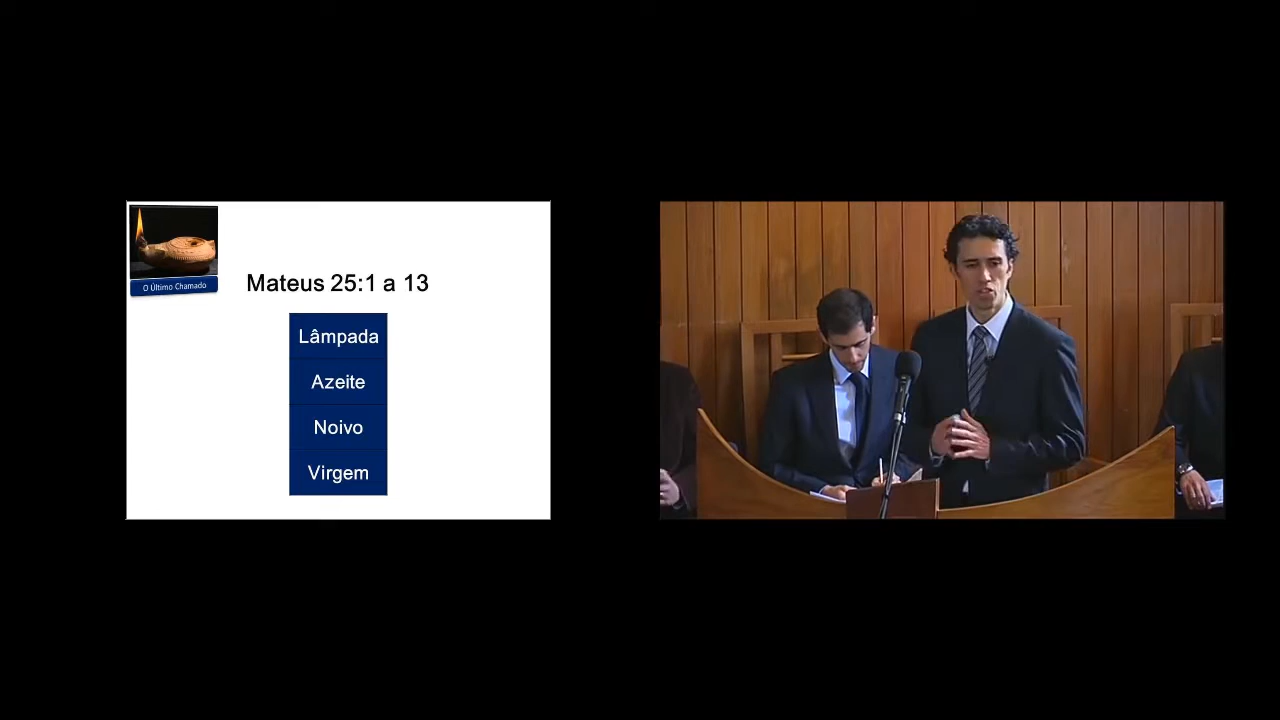 O Último Chamado
Mateus 25:1 a 13
Lâmpada
Azeite
Noivo
Virgem